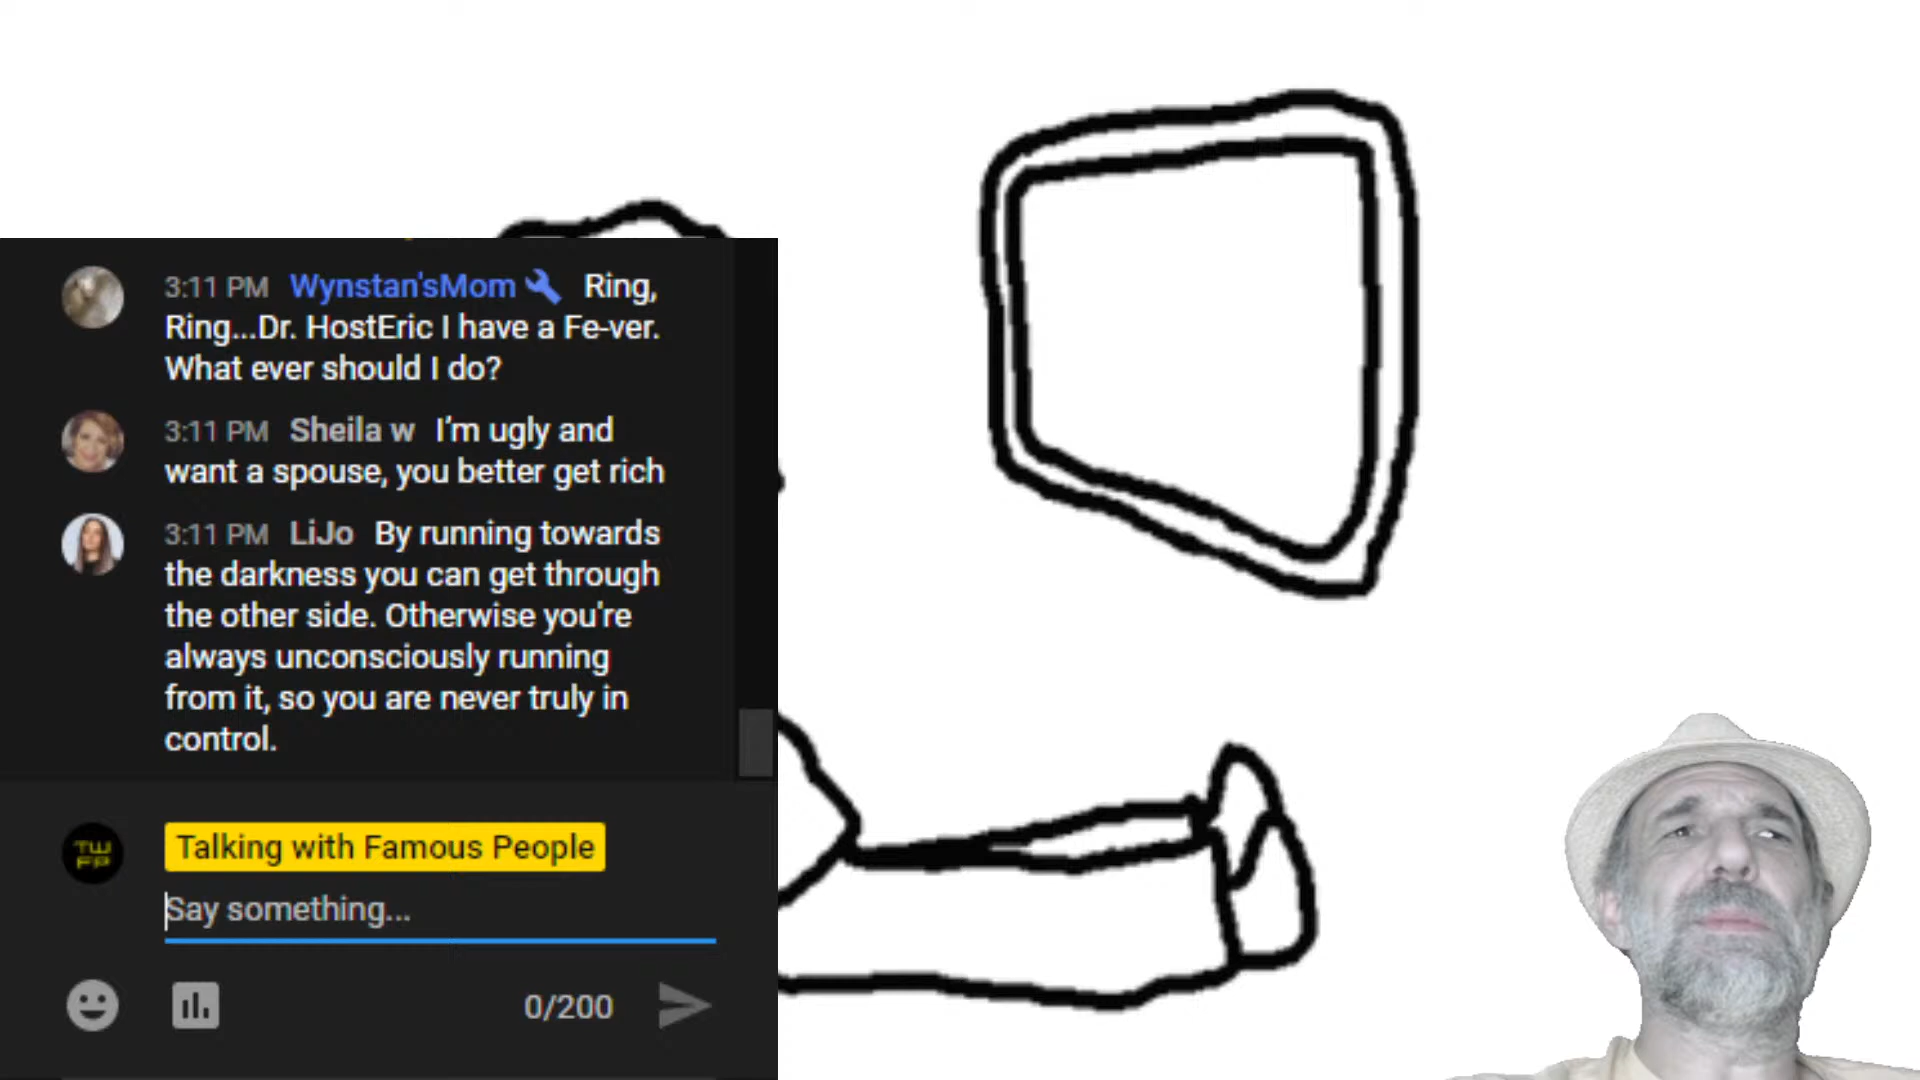 3:11 PM Wynstan'sMom Ring,
Ring...Dr. HostEric I have a Fe-ver.
What ever should I do?
3:11 PM Sheila w I'm ugly and
want a spouse, you better get rich
3:11 PM LiJo By running towards
the darkness you can get through
the other side. Otherwise you're
always unconsciously running
from it, so you are never truly in
control.
TW
FP
Talking with Famous People
Say something...
0/200